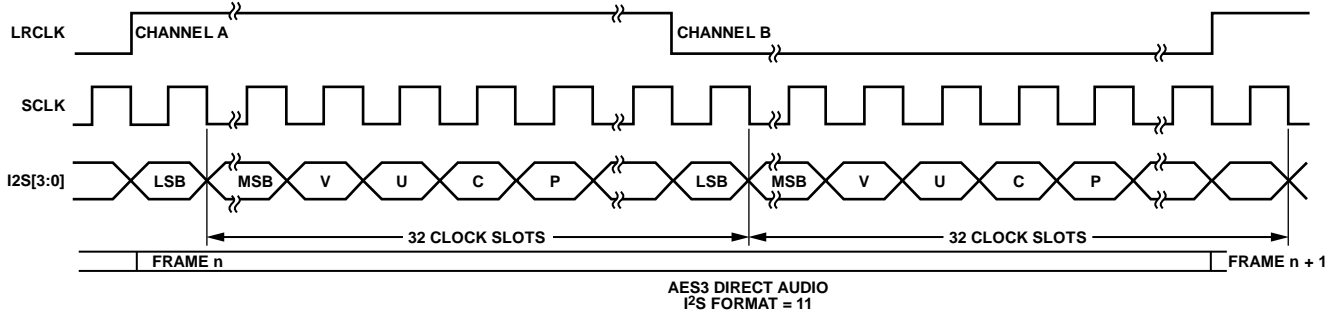 LRCLK
CHANNEL A
CHANNEL B
SCLK
I2S[3:0]
LSB MSB V U C P LSB MSB V U C P
32 CLOCK SLOTS 32 CLOCK SLOTS
FRAME n FRAME n + 1
AES3 DIRECT AUDIO
I²S FORMAT = 11